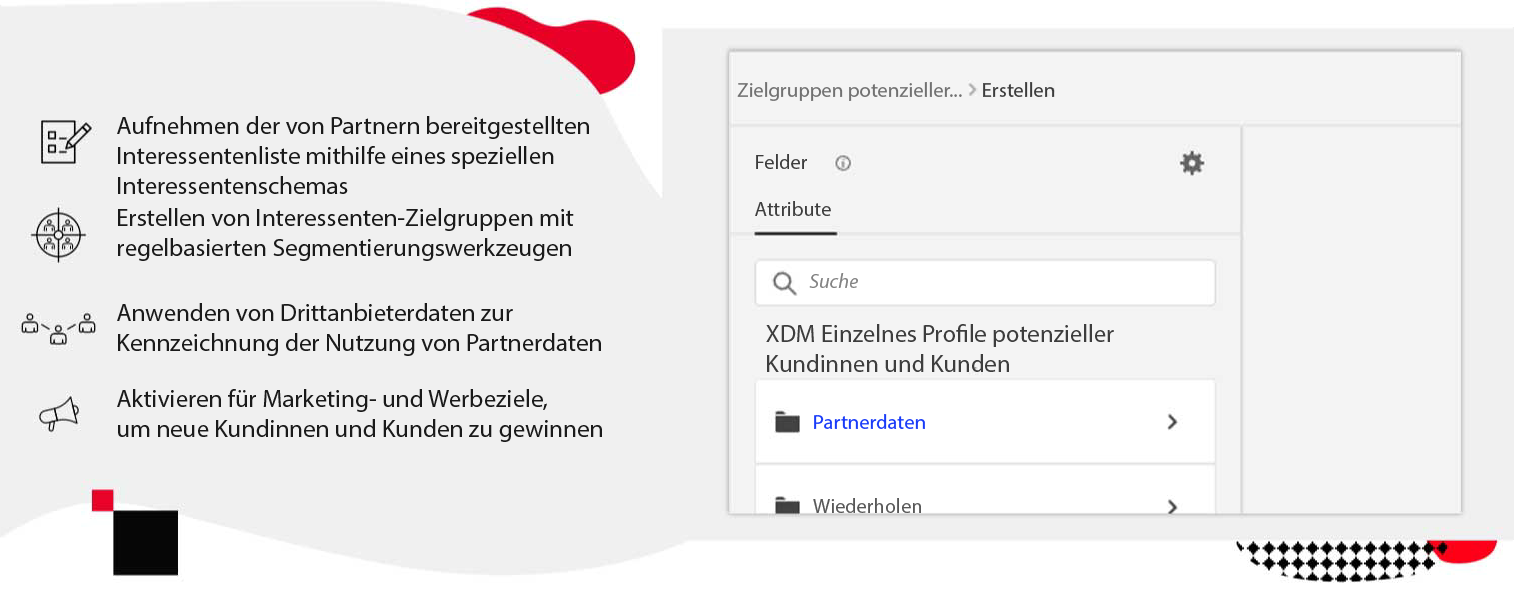 Aufnehmen der von Partnern bereitgestellten
Interessentenliste mithilfe eines speziellen
Interessentenschemas
Erstellen von Interessenten-Zielgruppen mit
regelbasierten Segmentierungswerkzeugen
Anwenden von Drittanbieterdaten zur
Kennzeichnung der Nutzung von Partnerdaten
Aktivieren für Marketing- und Werbeziele,
um neue Kundinnen und Kunden zu gewinnen
Zielgruppen potenzieller... > Erstellen
Felder
Attribute
Suche
XDM Einzelnes Profile potenzieller
Kundinnen und Kunden
Partnerdaten
Wiederholen